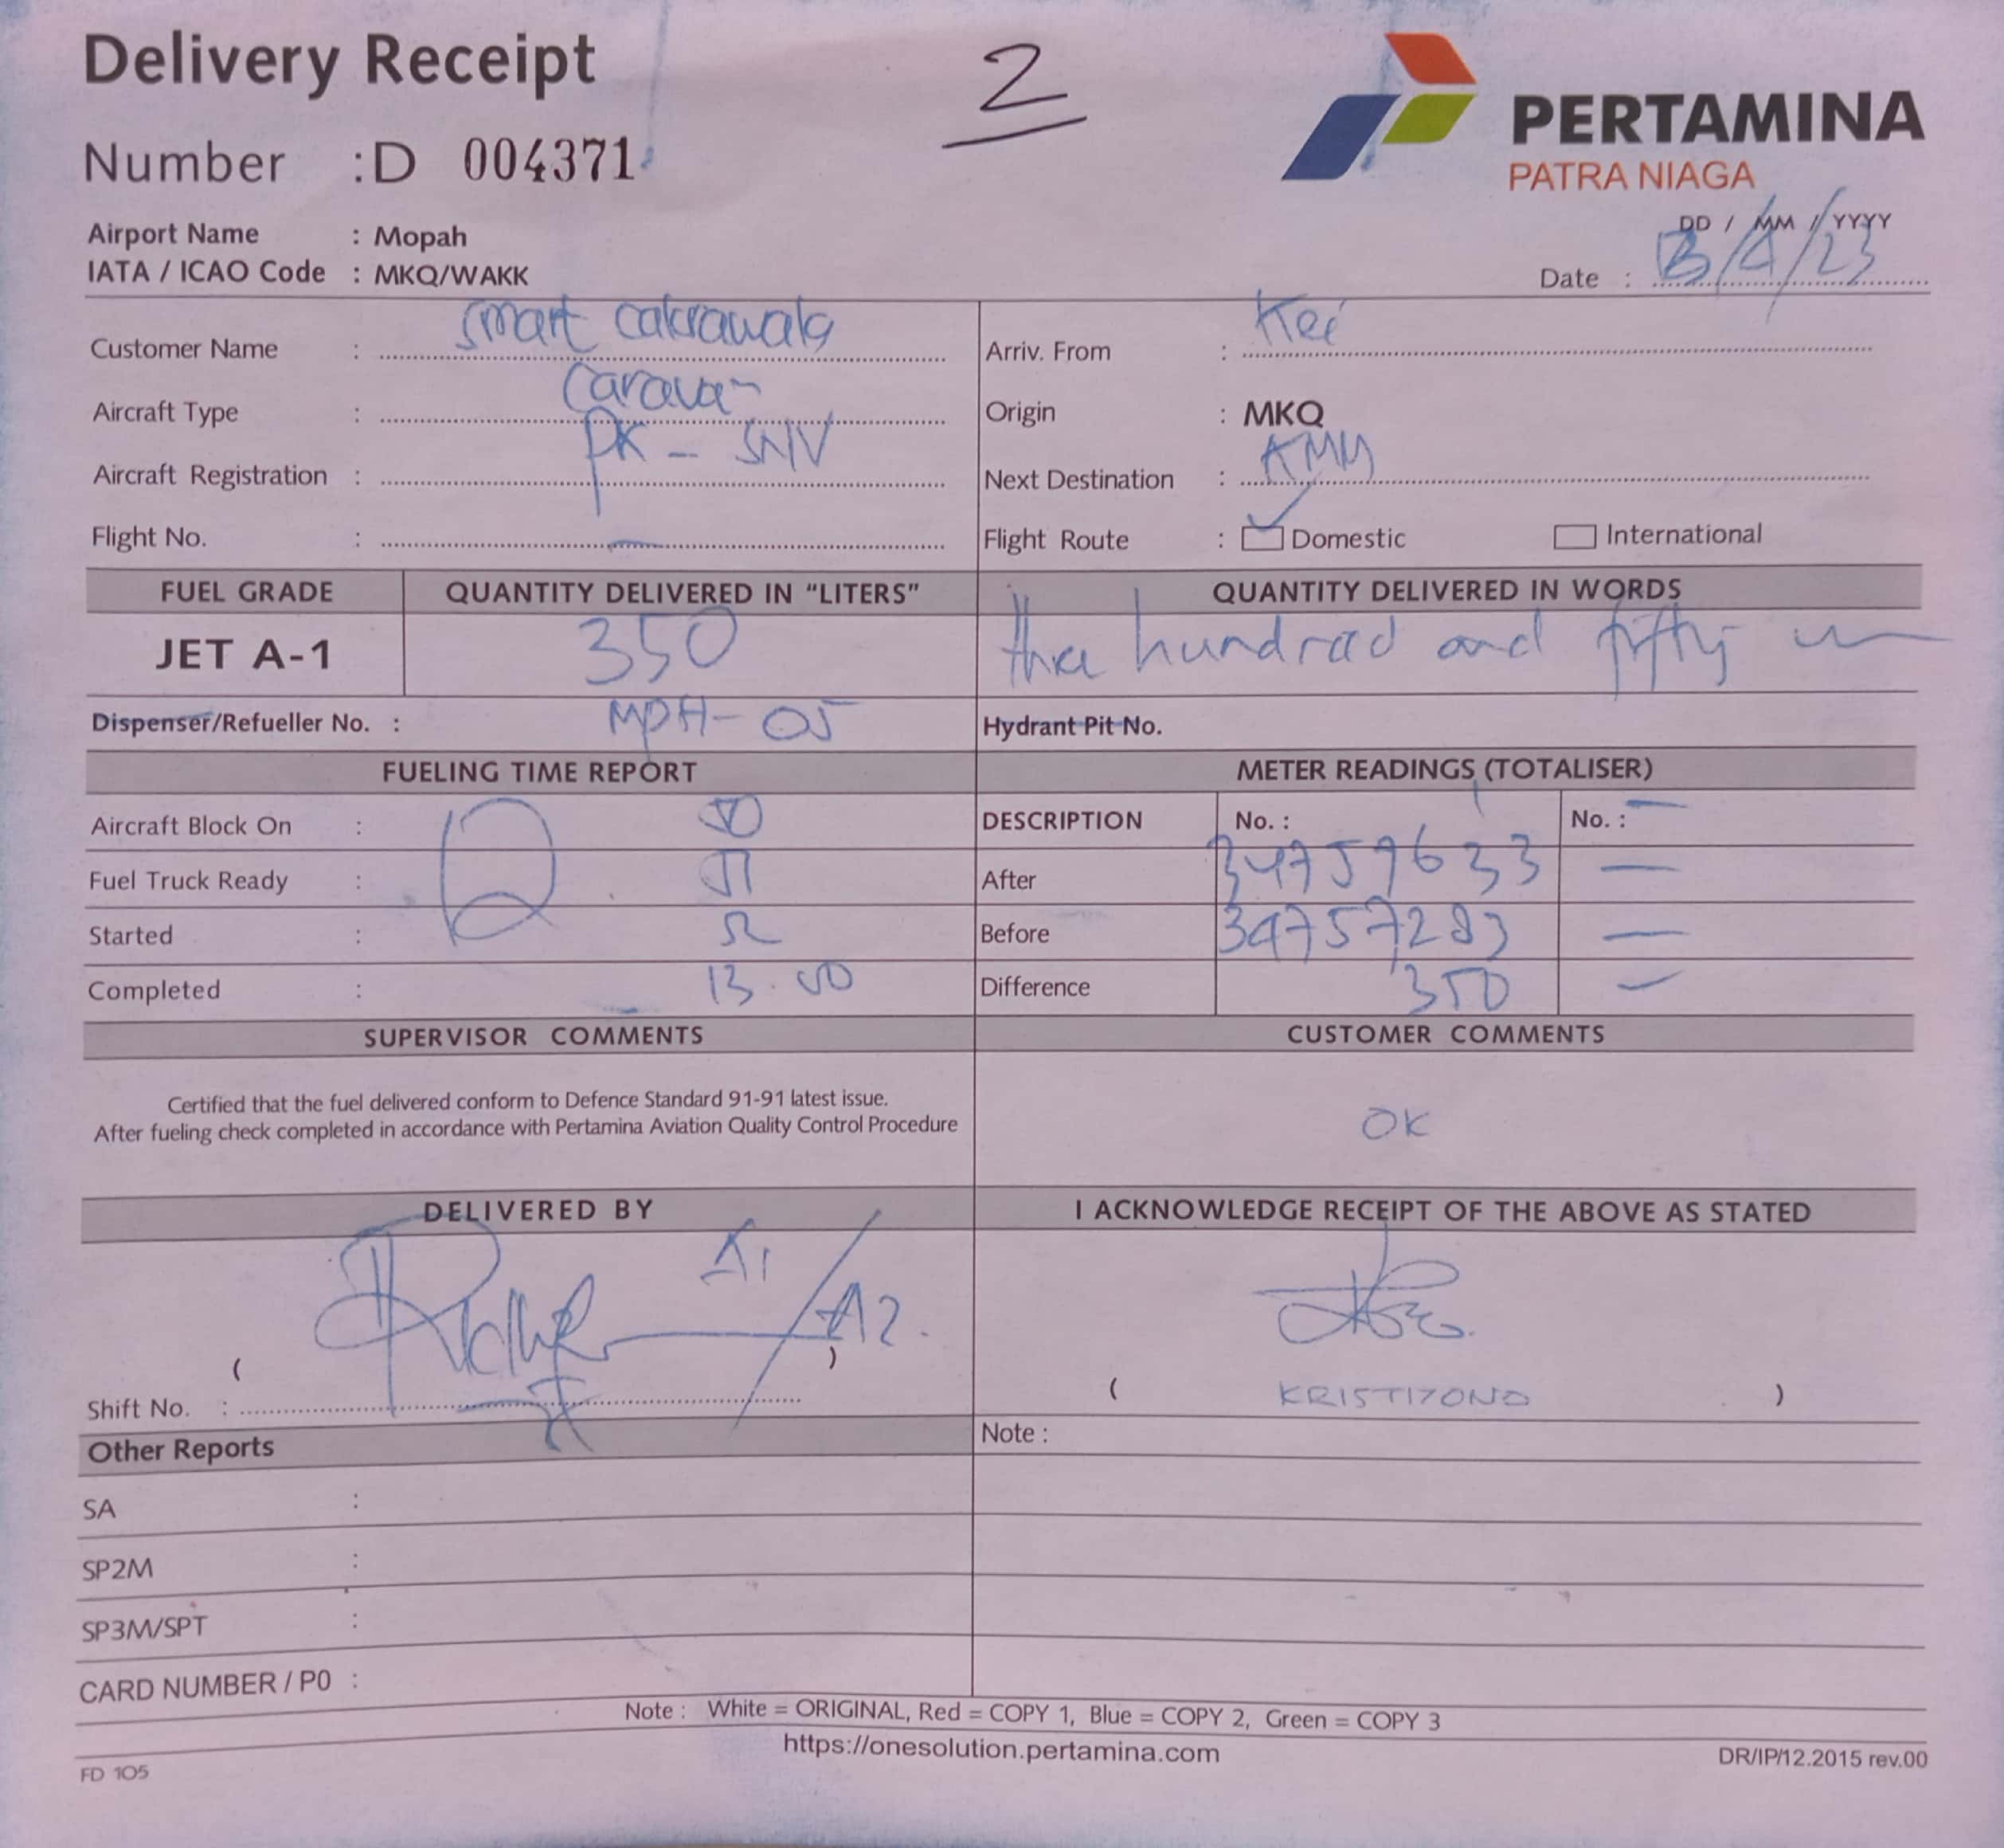 Delivery Receipt
2
PERTAMINA
PATRA NIAGA
Number :D 004371
Airport Name : Mopah
IATA / ICAO Code : MKQ/WAKK
DD / MM / YYYY
Date : 13/4/23
Customer Name : Smart cakrawala
Arriv. From : Kei
Aircraft Type : Caravan
Origin : MKQ
Aircraft Registration : PK - SNV
Next Destination : KMM
Flight No. : —
Flight Route : Domestic International
FUEL GRADE QUANTITY DELIVERED IN “LITERS” QUANTITY DELIVERED IN WORDS
JET A-1 350 three hundred and fifty
Dispenser/Refueller No. : MPH - 05 Hydrant Pit No.
FUELING TIME REPORT METER READINGS (TOTALISER)
Aircraft Block On : 50 DESCRIPTION No. : No. : —
Fuel Truck Ready : 12 . 51 After 34759633 —
Started : 52 Before 34757283 —
Completed : 13.00 Difference 350 —
SUPERVISOR COMMENTS CUSTOMER COMMENTS
Certified that the fuel delivered conform to Defence Standard 91-91 latest issue.
After fueling check completed in accordance with Pertamina Aviation Quality Control Procedure
OK
DELIVERED BY I ACKNOWLEDGE RECEIPT OF THE ABOVE AS STATED
A1/A2.
( ) ( KRISTIYONO )
Shift No. :
Other Reports Note :
SA :
SP2M :
SP3M/SPT :
CARD NUMBER / P0 :
Note : White = ORIGINAL, Red = COPY 1, Blue = COPY 2, Green = COPY 3
https://onesolution.pertamina.com
FD 105 DR/IP/12.2015 rev.00